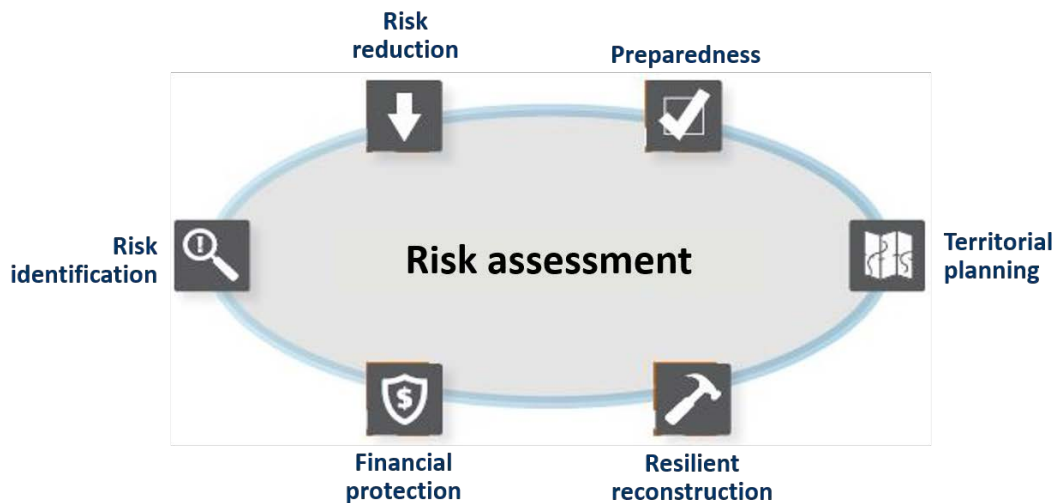 Risk
reduction
Preparedness
Risk
identification
Risk assessment
Territorial
planning
$
Financial
protection
Resilient
reconstruction